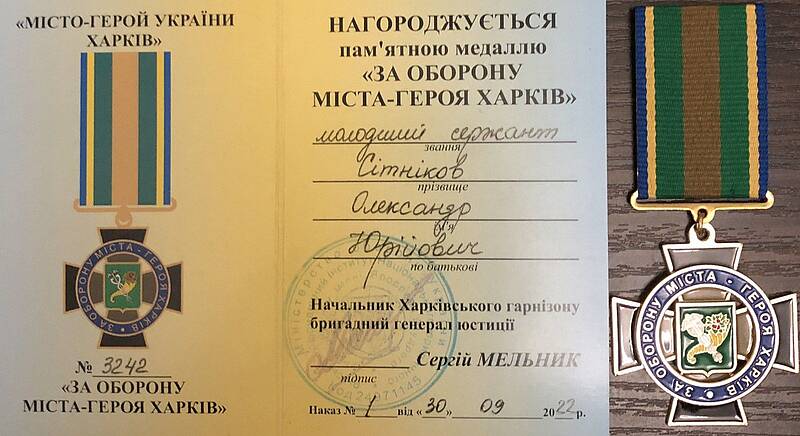 «МІСТО-ГЕРОЙ УКРАЇНИ
ХАРКІВ»
ЗА ОБОРОНУ МІСТА - ГЕРОЯ ХАРКІВ
№ 3242
«ЗА ОБОРОНУ
МІСТА-ГЕРОЯ ХАРКІВ»
НАГОРОДЖУЄТЬСЯ
пам'ятною медаллю
«ЗА ОБОРОНУ
МІСТА-ГЕРОЯ ХАРКІВ»
молодший сержант
звання
Сітніков
прізвище
Олександр
ім'я
Юрійович
по батькові
Начальник Харківського гарнізону
бригадний генерал юстиції
Сергій МЕЛЬНИК
підпис
Наказ № 1 від «30» 09 2022 р.
Код 24971145
ЗА ОБОРОНУ МІСТА - ГЕРОЯ ХАРКІВ